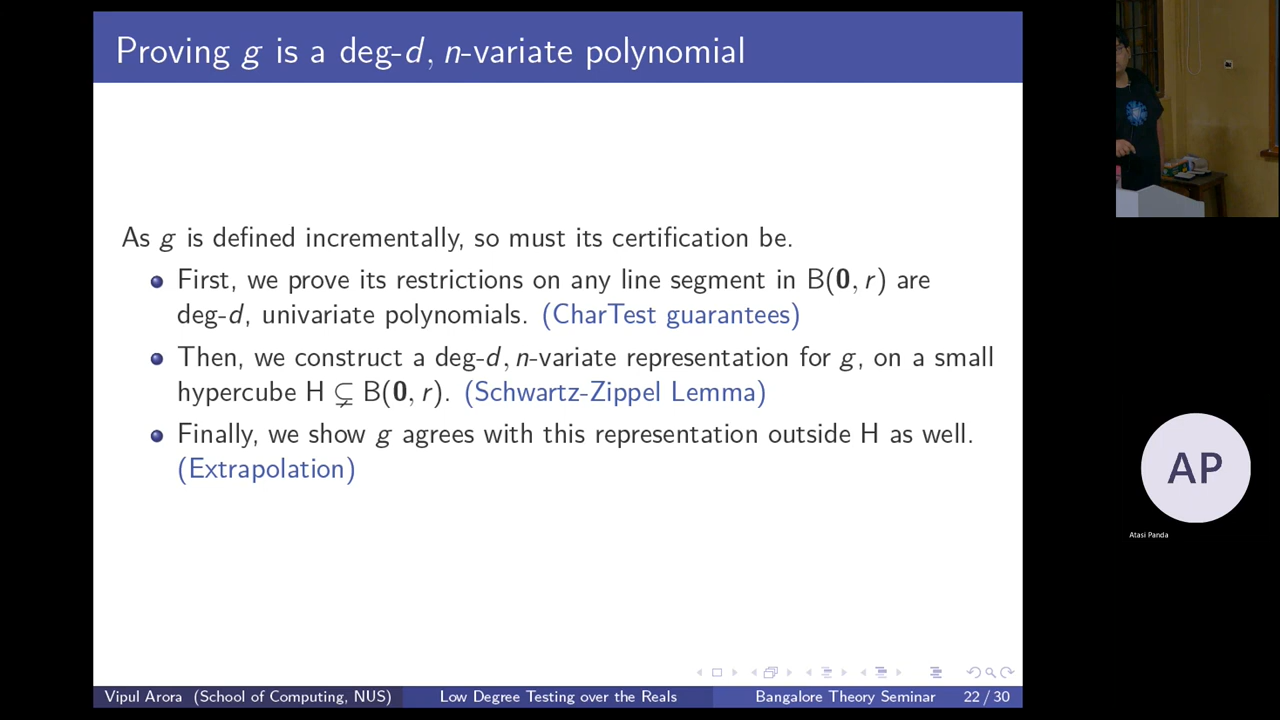 Proving g is a deg-d, n-variate polynomial
As g is defined incrementally, so must its certification be.
First, we prove its restrictions on any line segment in B(0, r) are
deg-d, univariate polynomials. (CharTest guarantees)
Then, we construct a deg-d, n-variate representation for g, on a small
hypercube H ⊊ B(0, r). (Schwartz-Zippel Lemma)
Finally, we show g agrees with this representation outside H as well.
(Extrapolation)
AP
Atasi Panda
Vipul Arora (School of Computing, NUS) Low Degree Testing over the Reals Bangalore Theory Seminar 22 / 30